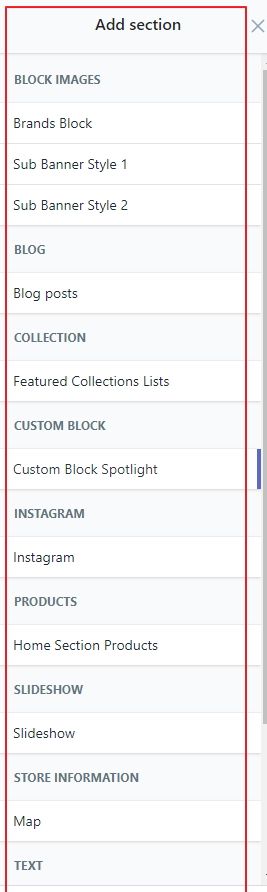 Add section
BLOCK IMAGES
Brands Block
Sub Banner Style 1
Sub Banner Style 2
BLOG
Blog posts
COLLECTION
Featured Collections Lists
CUSTOM BLOCK
Custom Block Spotlight
INSTAGRAM
Instagram
PRODUCTS
Home Section Products
SLIDESHOW
Slideshow
STORE INFORMATION
Map
TEXT